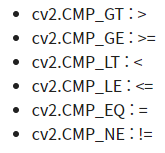 • cv2.CMP_GT : >
• cv2.CMP_GE : >=
• cv2.CMP_LT : <
• cv2.CMP_LE : <=
• cv2.CMP_EQ : =
• cv2.CMP_NE : !=